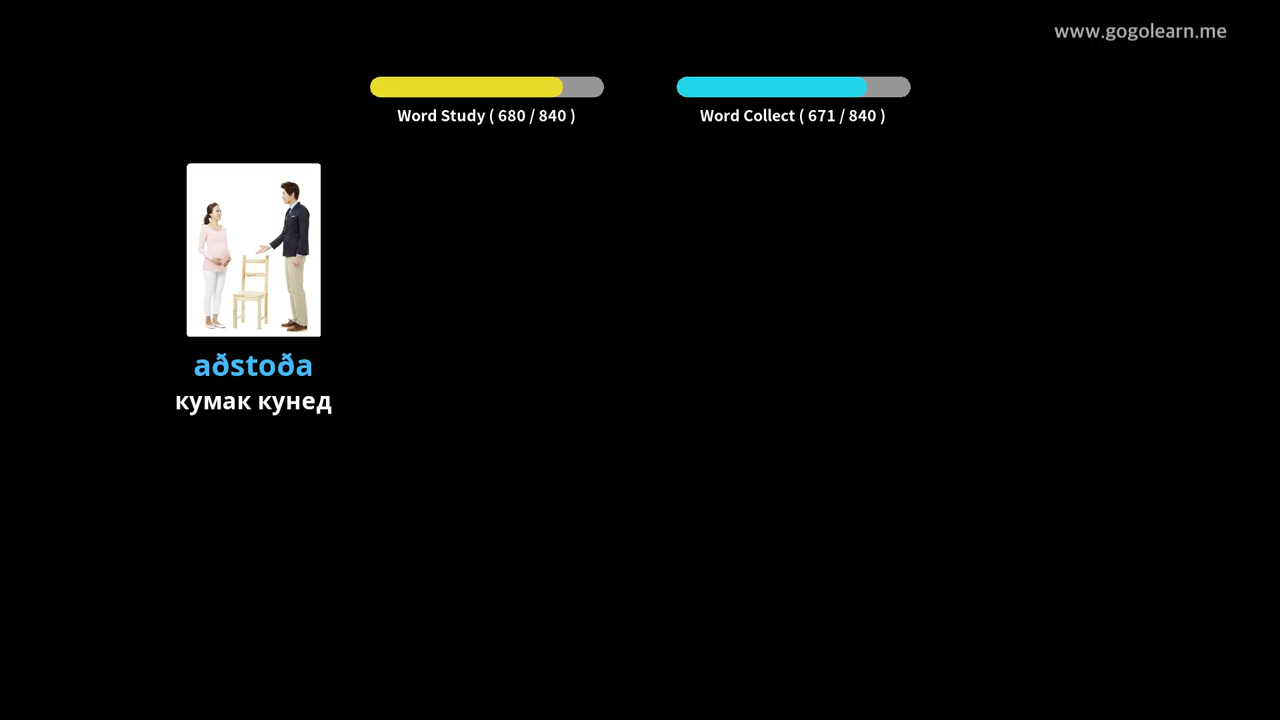 www.gogolearn.me
Word Study ( 680 / 840 )
Word Collect ( 671 / 840 )
aðstoða
кумак кунед